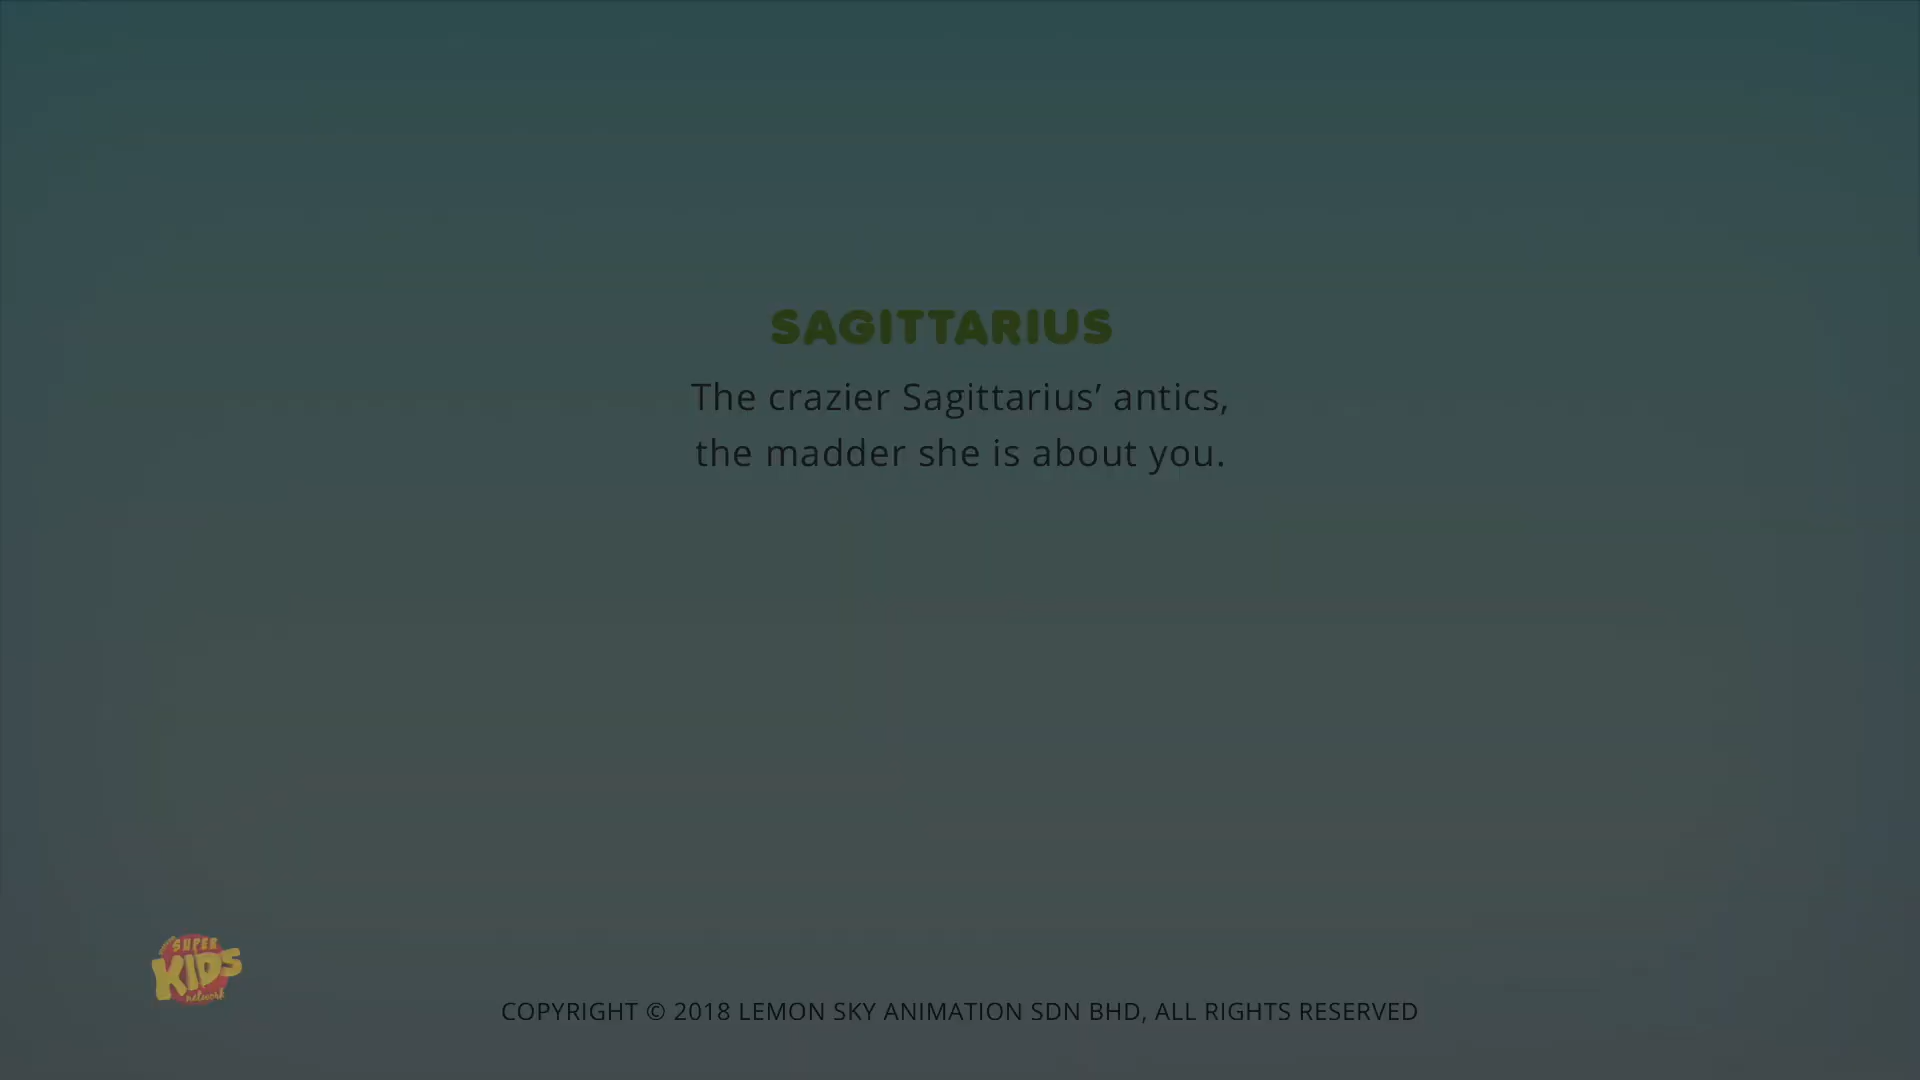 SAGITTARIUS
The crazier Sagittarius’ antics,
the madder she is about you.
SUPER
KIDS
network
COPYRIGHT © 2018 LEMON SKY ANIMATION SDN BHD, ALL RIGHTS RESERVED